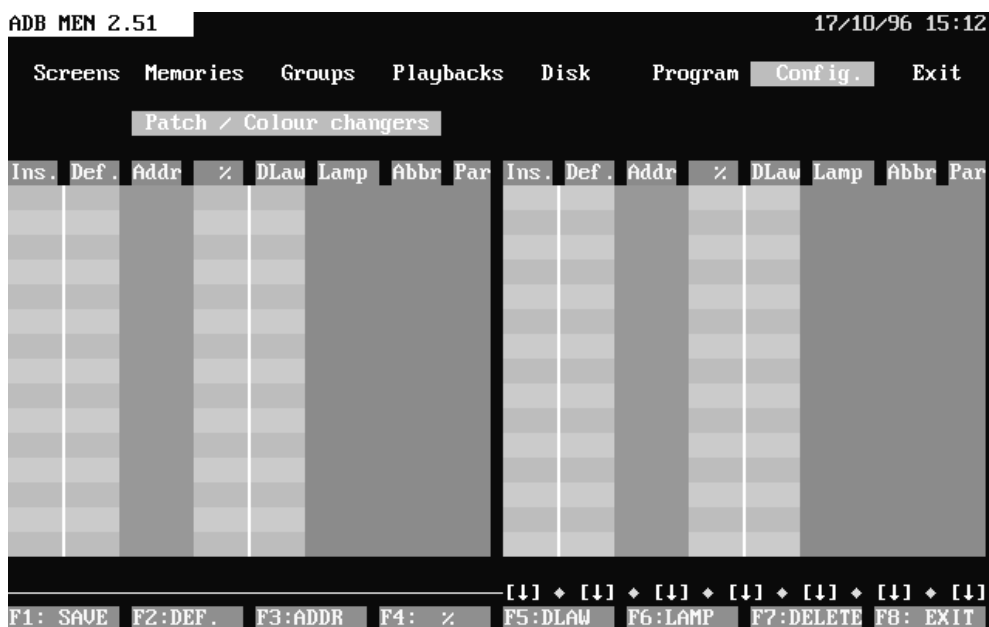 ADB MEN 2.51 17/10/96 15:12
Screens Memories Groups Playbacks Disk Program Config. Exit
Patch / Colour changers
Ins. Def. Addr % DLaw Lamp Abbr Par Ins. Def. Addr % DLaw Lamp Abbr Par
[↓] ◆ [↓] ◆ [↓] ◆ [↓] ◆ [↓] ◆ [↓] ◆ [↓]
F1: SAVE F2:DEF. F3:ADDR F4: % F5:DLAW F6:LAMP F7:DELETE F8: EXIT